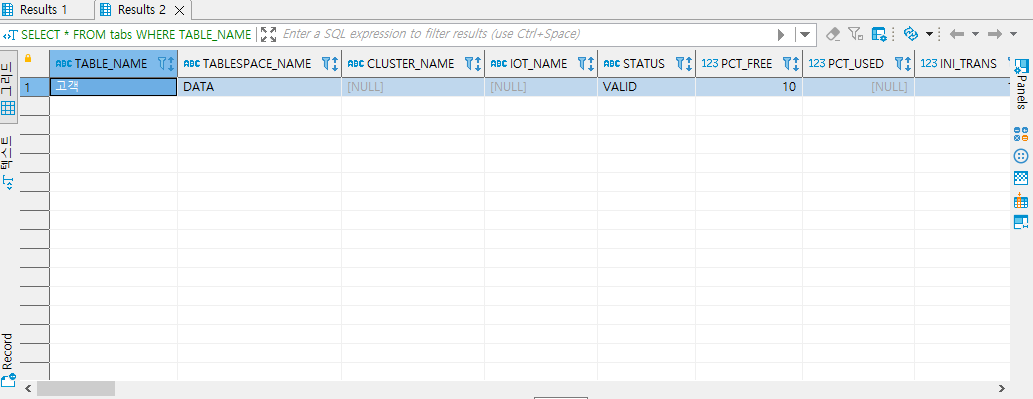 Results 1
Results 2
SELECT * FROM tabs WHERE TABLE_NAME
Enter a SQL expression to filter results (use Ctrl+Space)
그리드
텍스트
Record
ABC TABLE_NAME ABC TABLESPACE_NAME ABC CLUSTER_NAME ABC IOT_NAME ABC STATUS 123 PCT_FREE 123 PCT_USED 123 INI_TRANS
1 고객 DATA [NULL] [NULL] VALID 10 [NULL]
Panels